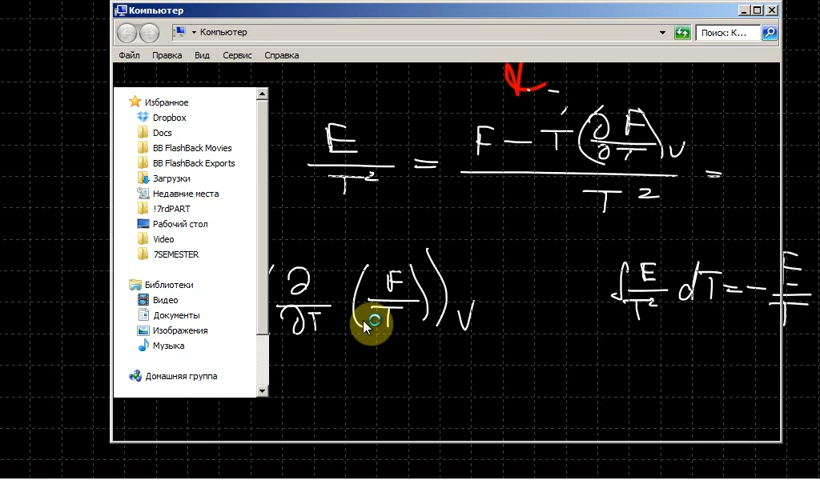 Компьютер
Компьютер
Поиск: К...
Файл Правка Вид Сервис Справка
Избранное
Dropbox
Docs
BB FlashBack Movies
BB FlashBack Exports
Загрузки
Недавние места
!7rdPART
Рабочий стол
Video
7SEMESTER
Библиотеки
Видео
Документы
Изображения
Музыка
Домашняя группа
E/T² = (F − T(∂F/∂T)V)/T² =
∂/∂T (F/T))V
∫ E/T² dT = −